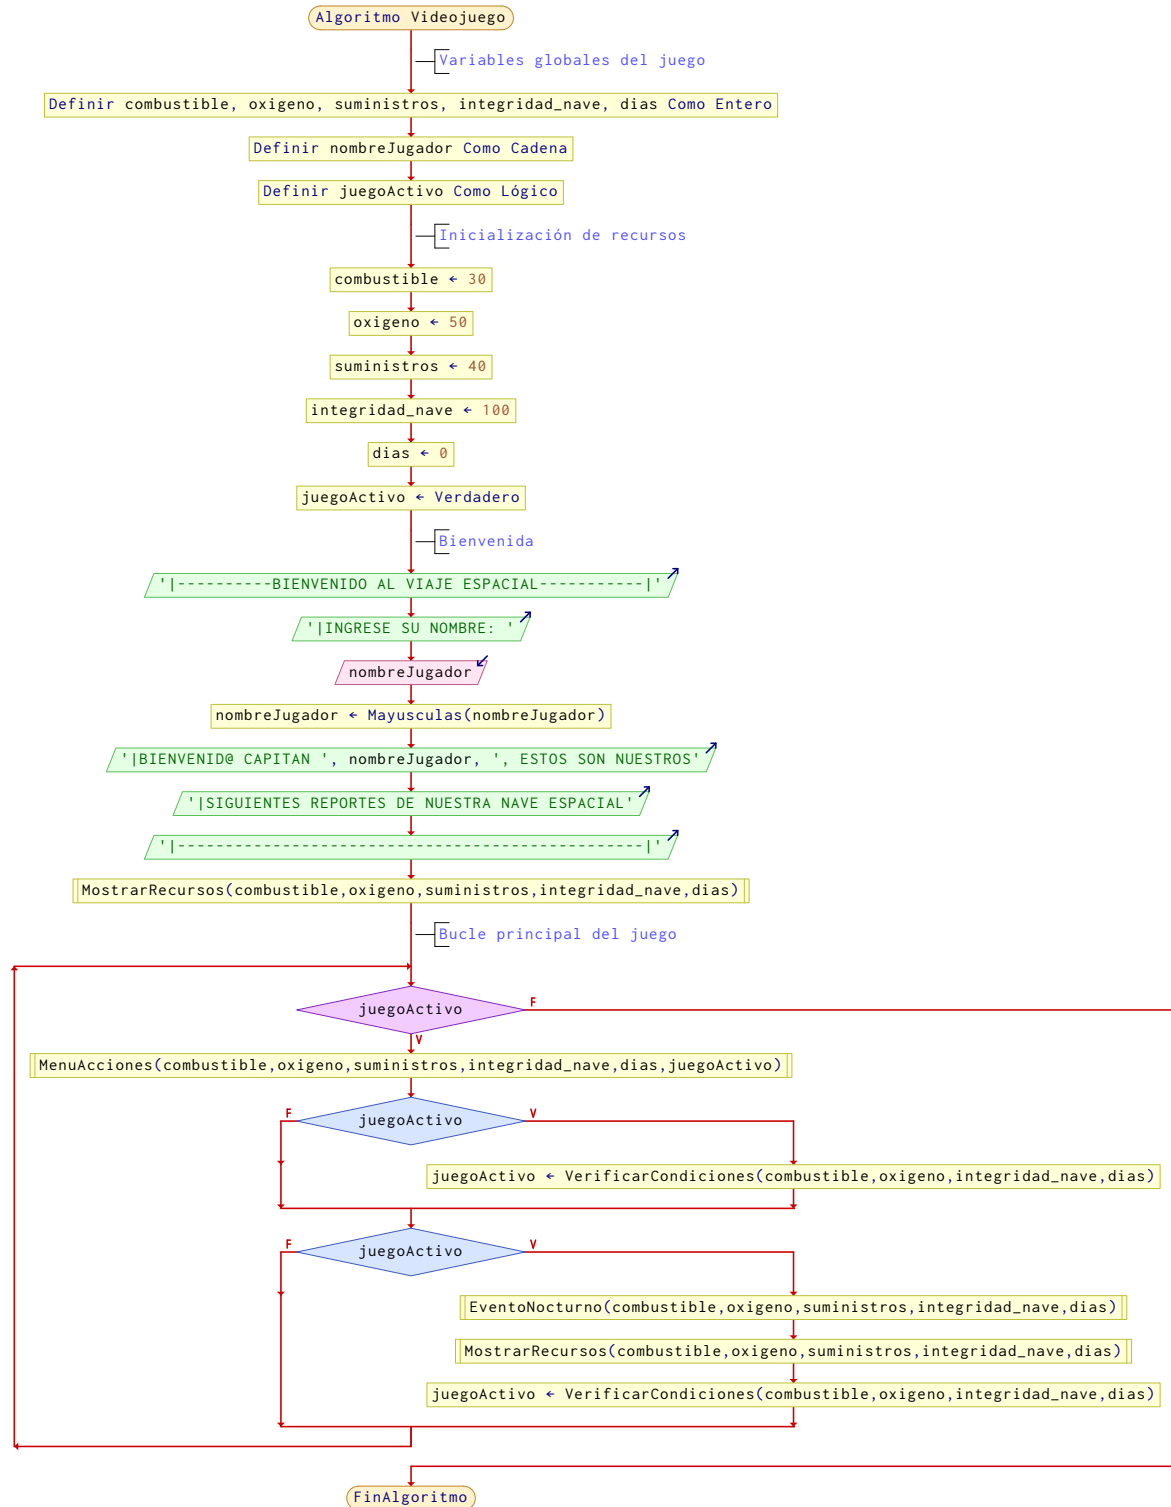 Algoritmo Videojuego
Variables globales del juego
Definir combustible, oxigeno, suministros, integridad_nave, dias Como Entero
Definir nombreJugador Como Cadena
Definir juegoActivo Como Lógico
Inicialización de recursos
combustible ← 30
oxigeno ← 50
suministros ← 40
integridad_nave ← 100
dias ← 0
juegoActivo ← Verdadero
Bienvenida
'|----------BIENVENIDO AL VIAJE ESPACIAL-----------|'
'|INGRESE SU NOMBRE: '
nombreJugador
nombreJugador ← Mayusculas(nombreJugador)
'|BIENVENID@ CAPITAN ', nombreJugador, ', ESTOS SON NUESTROS'
'|SIGUIENTES REPORTES DE NUESTRA NAVE ESPACIAL'
'|-------------------------------------------------|'
MostrarRecursos(combustible,oxigeno,suministros,integridad_nave,dias)
Bucle principal del juego
juegoActivo
F
V
MenuAcciones(combustible,oxigeno,suministros,integridad_nave,dias,juegoActivo)
F
juegoActivo
V
juegoActivo ← VerificarCondiciones(combustible,oxigeno,integridad_nave,dias)
F
juegoActivo
V
EventoNocturno(combustible,oxigeno,suministros,integridad_nave,dias)
MostrarRecursos(combustible,oxigeno,suministros,integridad_nave,dias)
juegoActivo ← VerificarCondiciones(combustible,oxigeno,integridad_nave,dias)
FinAlgoritmo